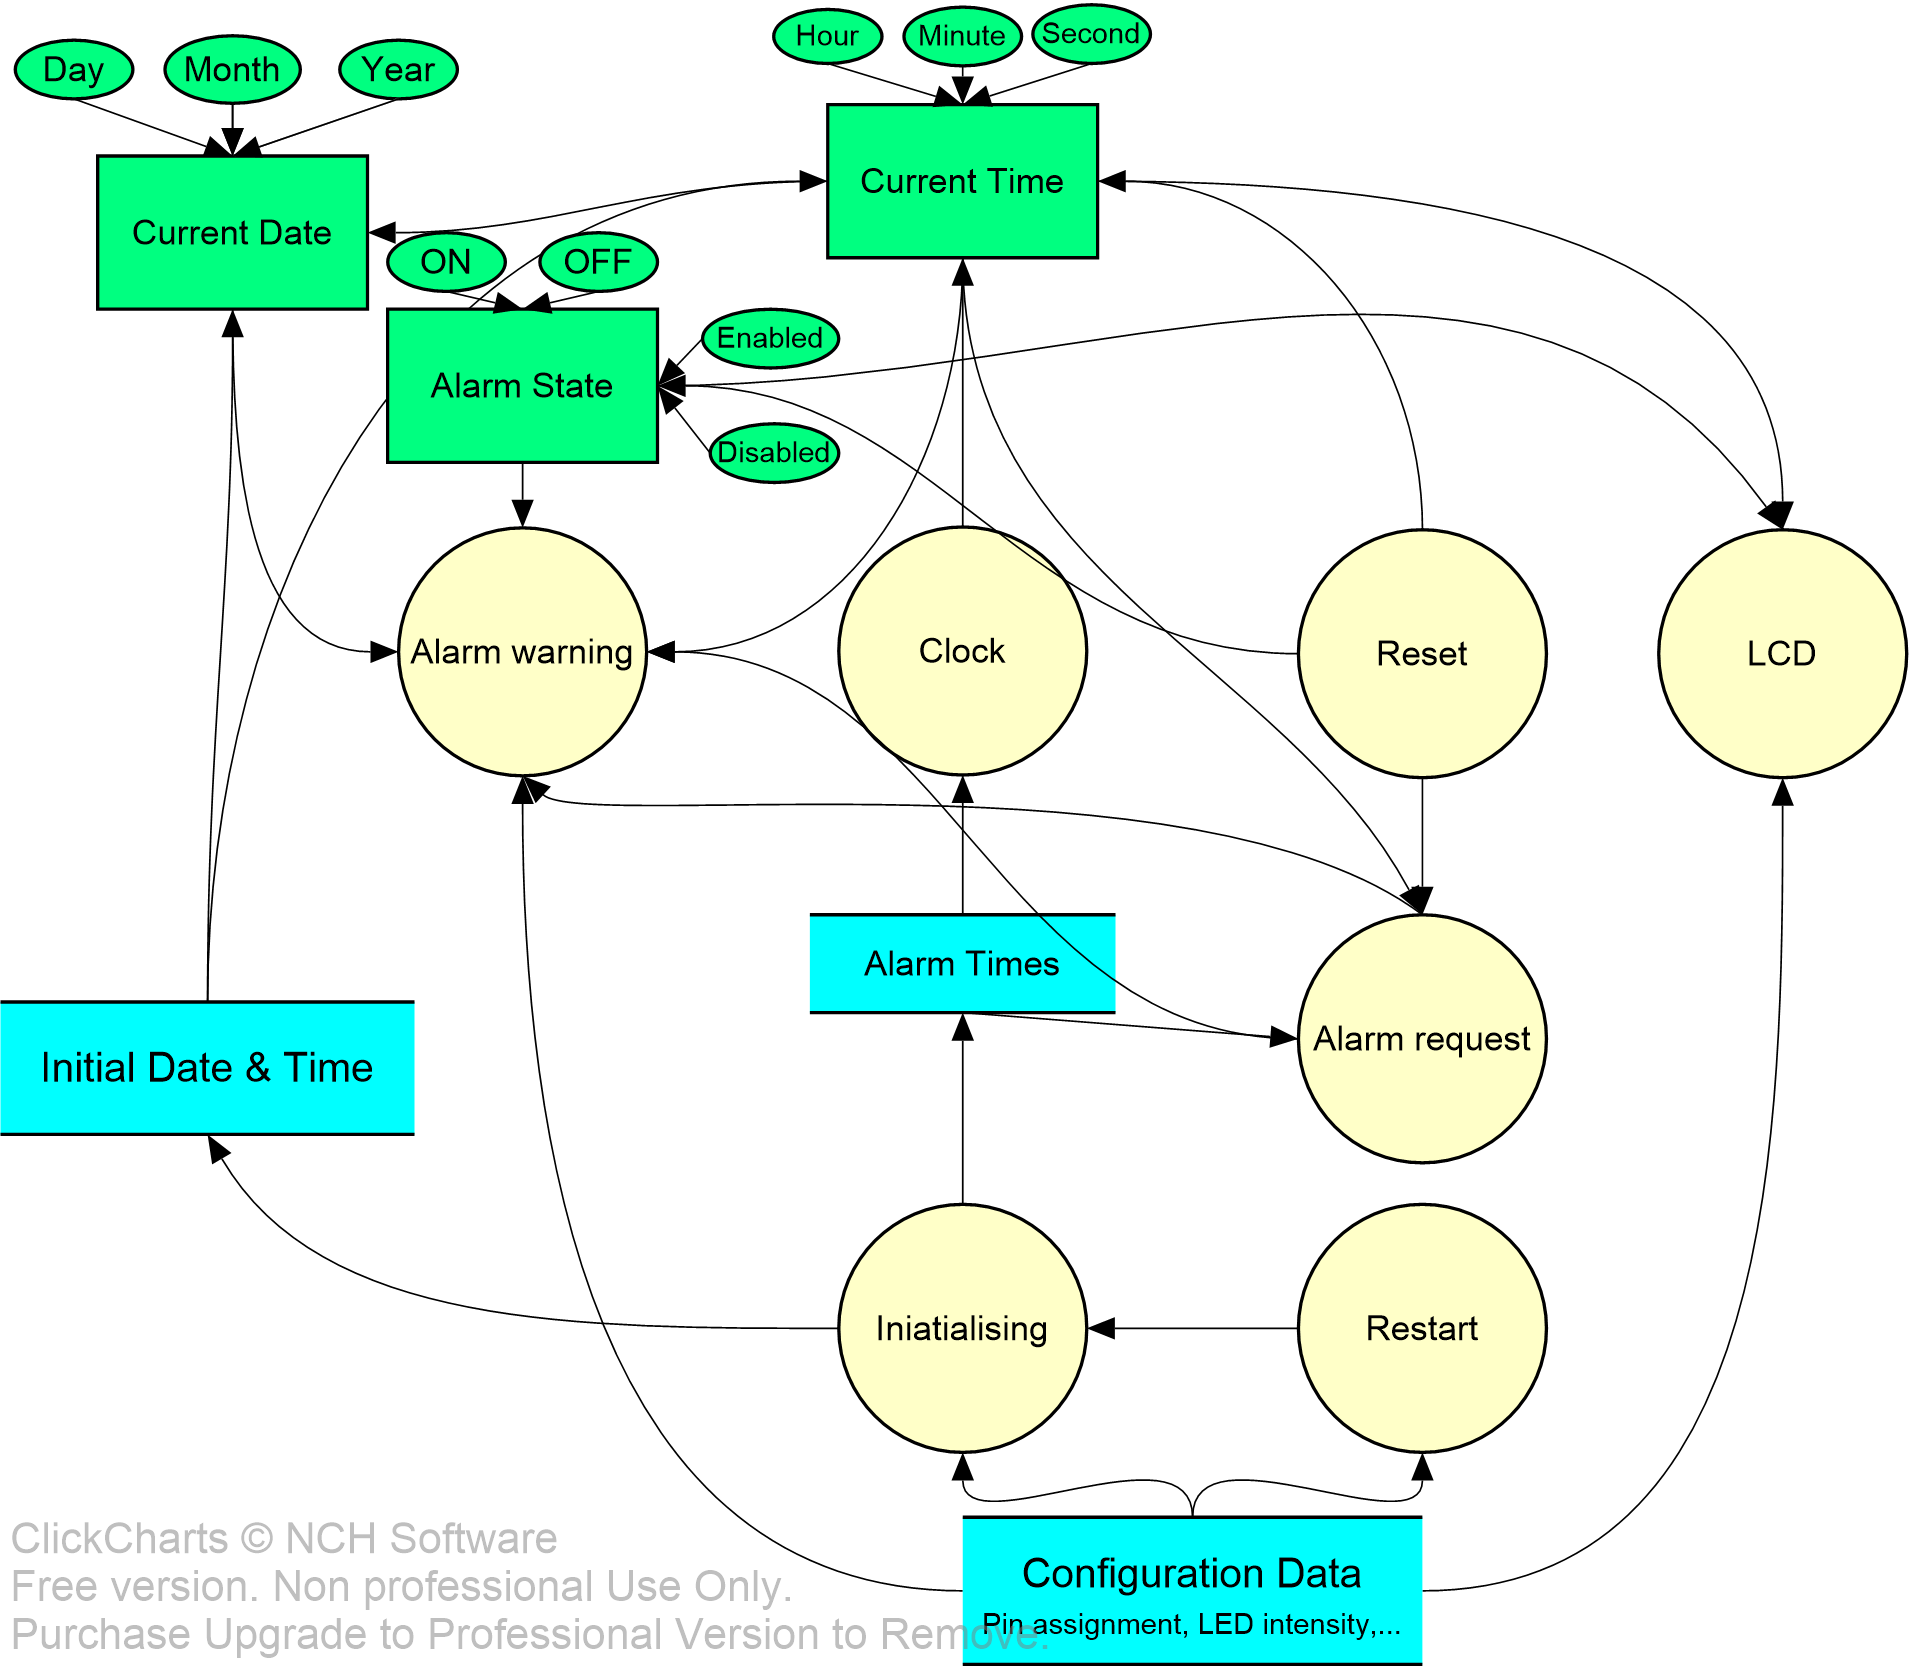 Hour
Minute
Second
Day
Month
Year
Current Time
Current Date
ON
OFF
Enabled
Alarm State
Disabled
Alarm warning
Clock
Reset
LCD
Alarm Times
Alarm request
Initial Date & Time
Iniatialising
Restart
Configuration Data
Pin assignment, LED intensity,...
ClickCharts © NCH Software
Free version. Non professional Use Only.
Purchase Upgrade to Professional Version to Remove.